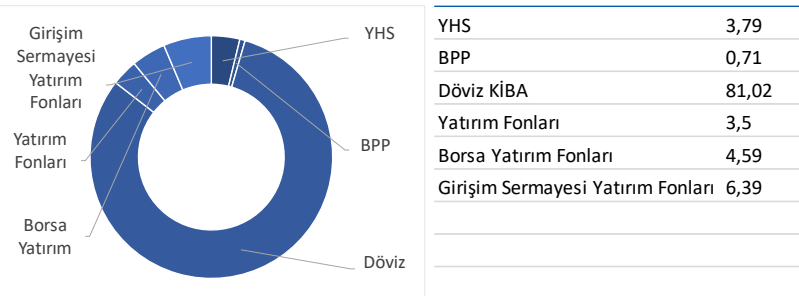 Girişim
Sermayesi
Yatırım
Fonları
Yatırım
Fonları
Borsa
Yatırım
YHS
BPP
Döviz
YHS 3,79
BPP 0,71
Döviz KİBA 81,02
Yatırım Fonları 3,5
Borsa Yatırım Fonları 4,59
Girişim Sermayesi Yatırım Fonları 6,39